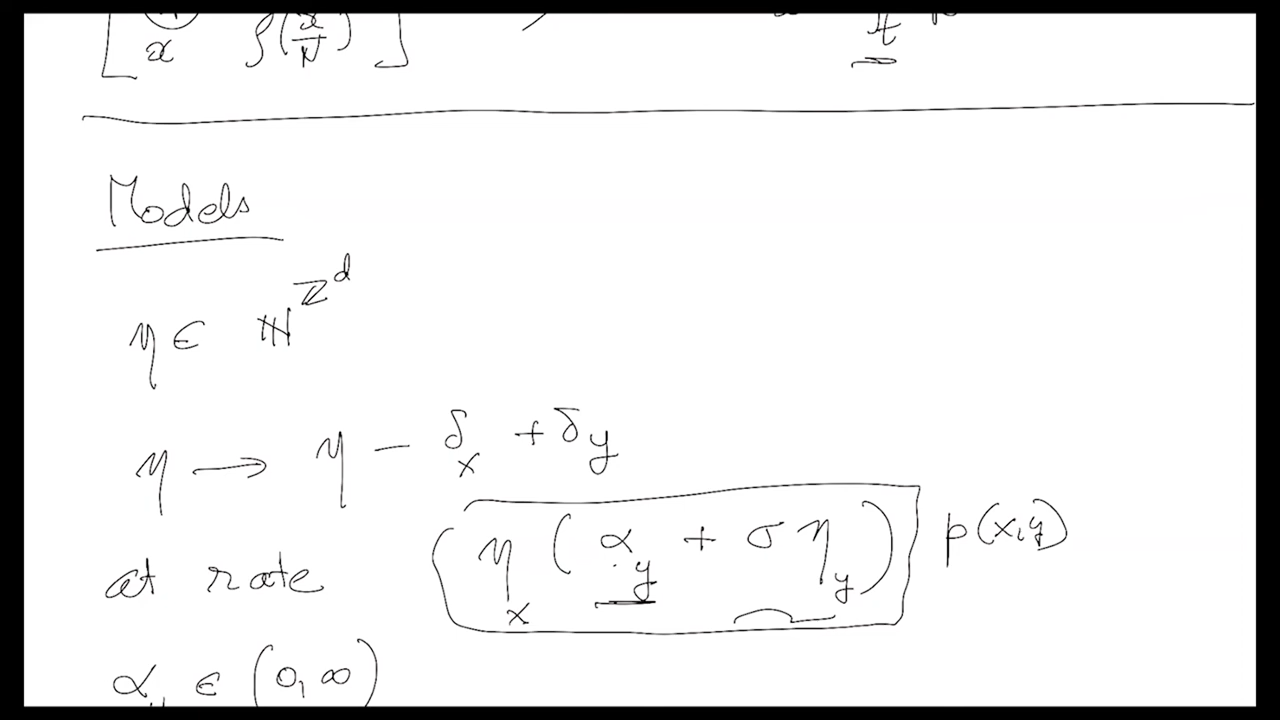 x ρ(x/N)
Models
η ∈ ℕ^{ℤ^d}
η → η − δ_x + δ_y
at rate η_x (α_y + σ η_y) p(x,y)
α_y ∈ (0, ∞)